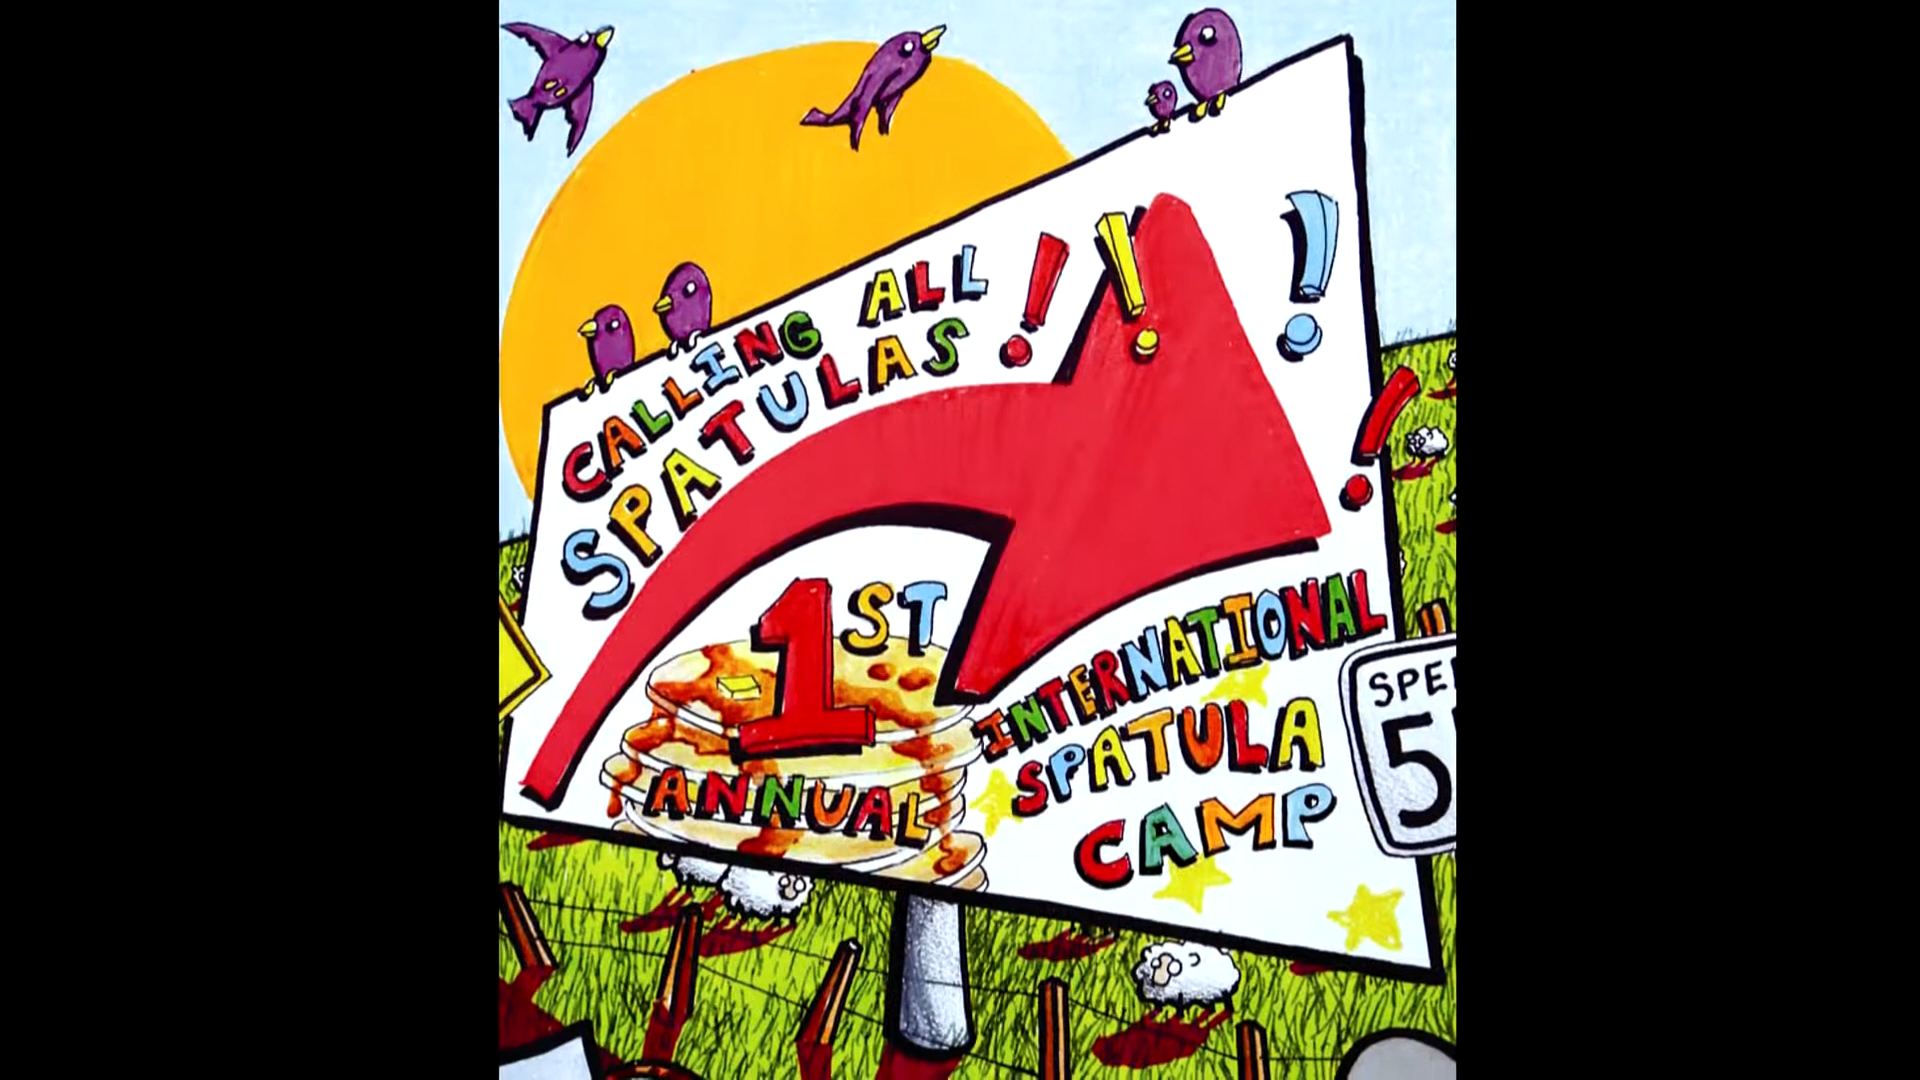 CALLING ALL
SPATULAS!!!!
1ST
ANNUAL
INTERNATIONAL
SPATULA
CAMP
SPE
5